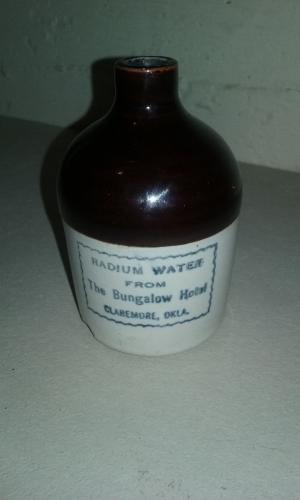 RADIUM WATER
FROM
The Bungalow Hotel
CLAREMORE, OKLA.